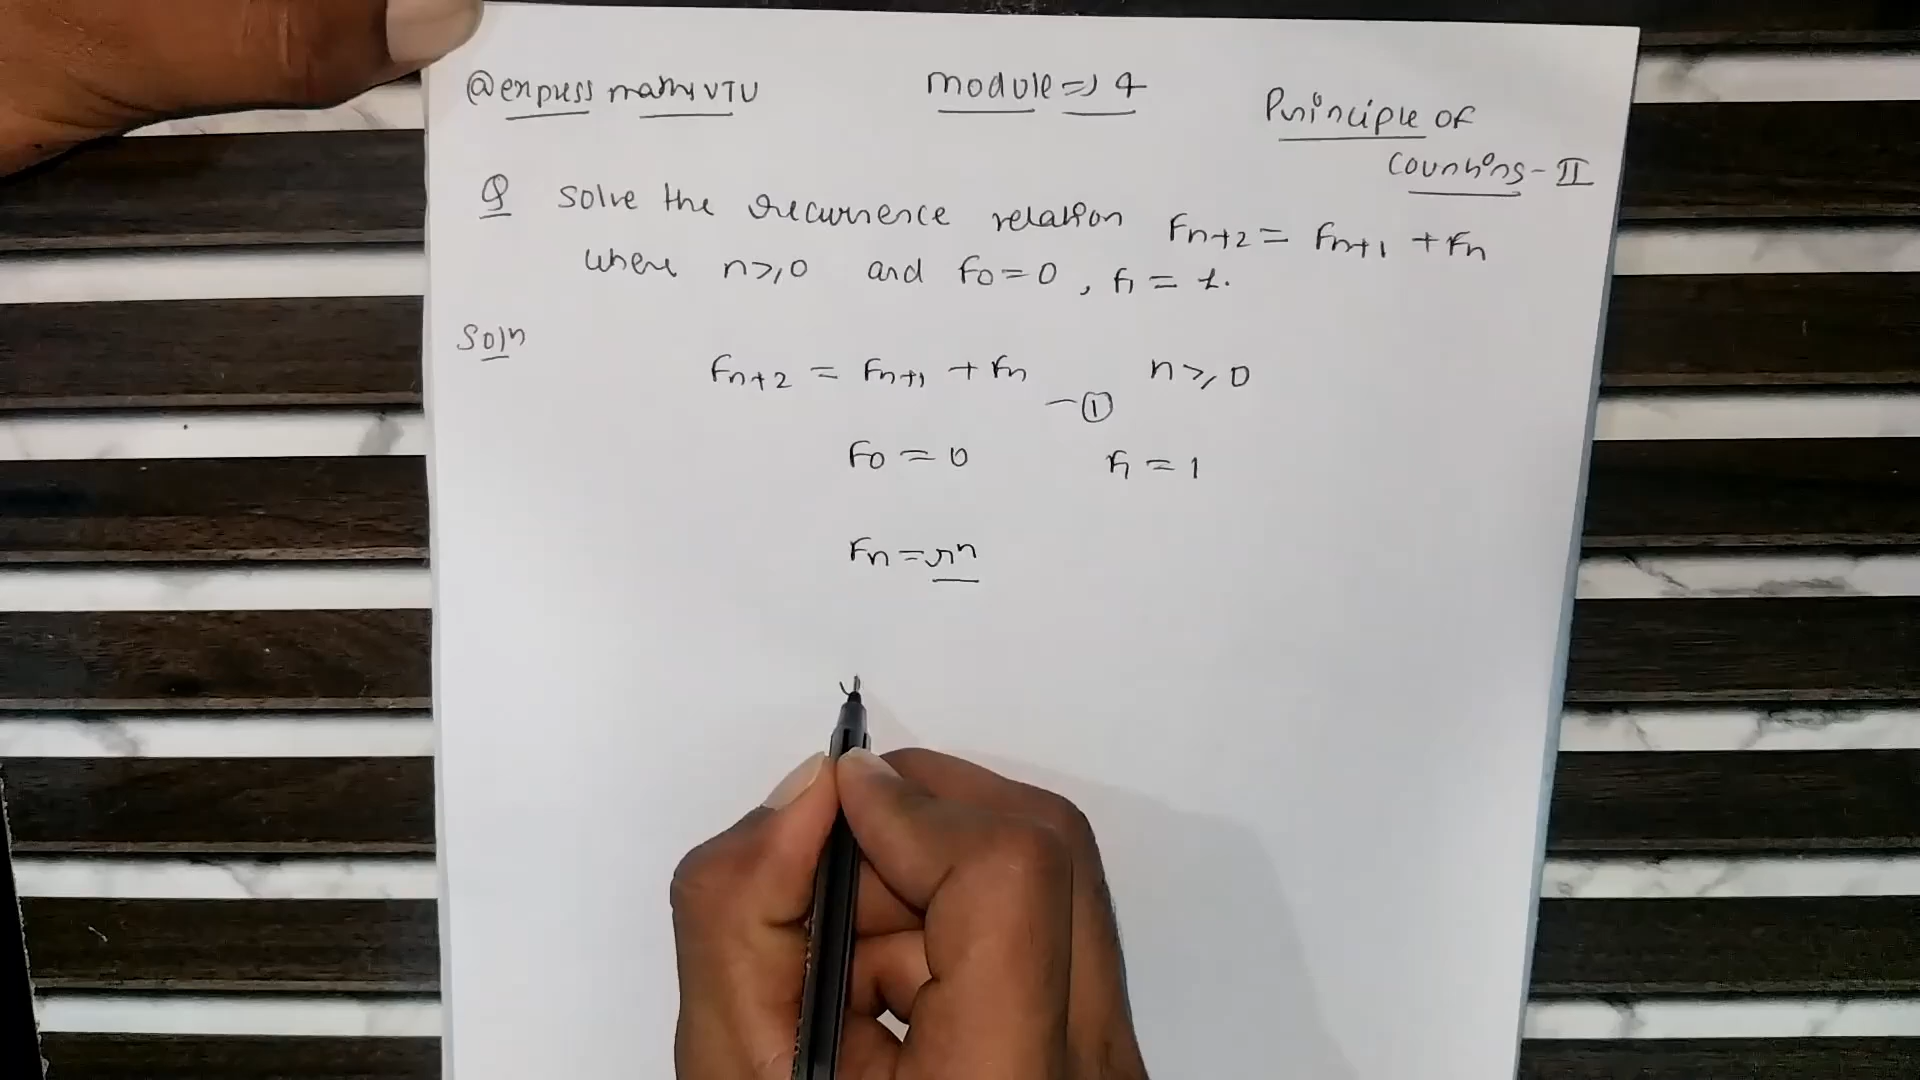 @express maths VTU
module => 4
Principle of
Counting - II
Q Solve the recurrence relation Fn+2 = Fn+1 + Fn
where n ≥ 0 and F0 = 0, F1 = 1.
Soln
Fn+2 = Fn+1 + Fn — ① n ≥ 0
F0 = 0 F1 = 1
Fn = rⁿ